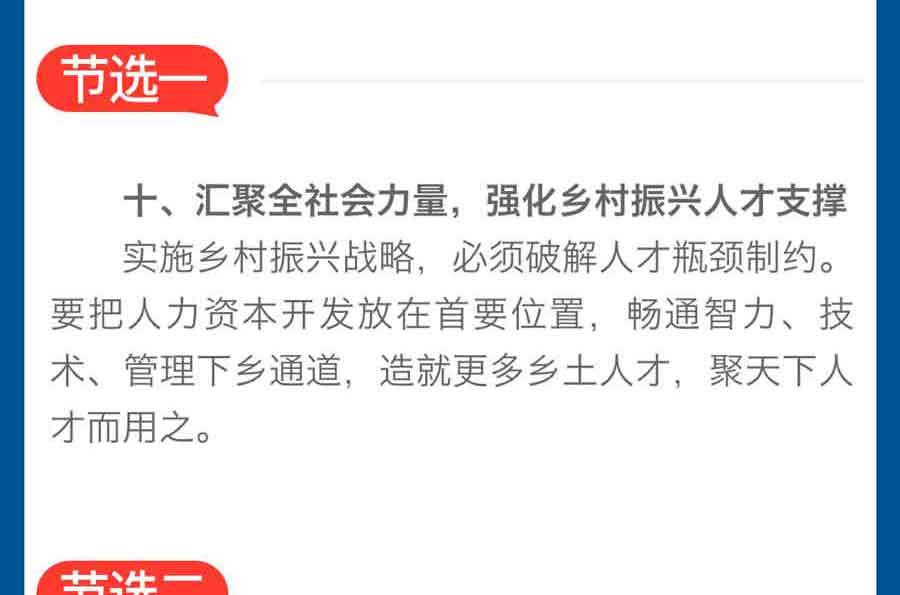 节选一
十、汇聚全社会力量，强化乡村振兴人才支撑
实施乡村振兴战略，必须破解人才瓶颈制约。
要把人力资本开发放在首要位置，畅通智力、技
术、管理下乡通道，造就更多乡土人才，聚天下人
才而用之。
节选二